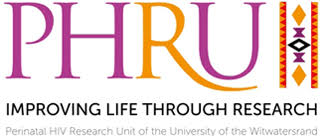 PHRU
IMPROVING LIFE THROUGH RESEARCH
Perinatal HIV Research Unit of the University of the Witwatersrand